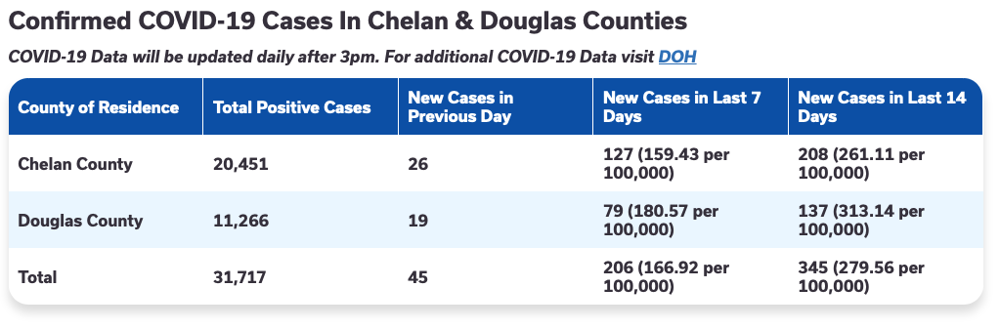 Confirmed COVID-19 Cases In Chelan & Douglas Counties
COVID-19 Data will be updated daily after 3pm. For additional COVID-19 Data visit DOH
County of Residence
Total Positive Cases
New Cases in
Previous Day
New Cases in Last 7
Days
New Cases in Last 14
Days
Chelan County
20,451
26
127 (159.43 per
100,000)
208 (261.11 per
100,000)
Douglas County
11,266
19
79 (180.57 per
100,000)
137 (313.14 per
100,000)
Total
31,717
45
206 (166.92 per
100,000)
345 (279.56 per
100,000)